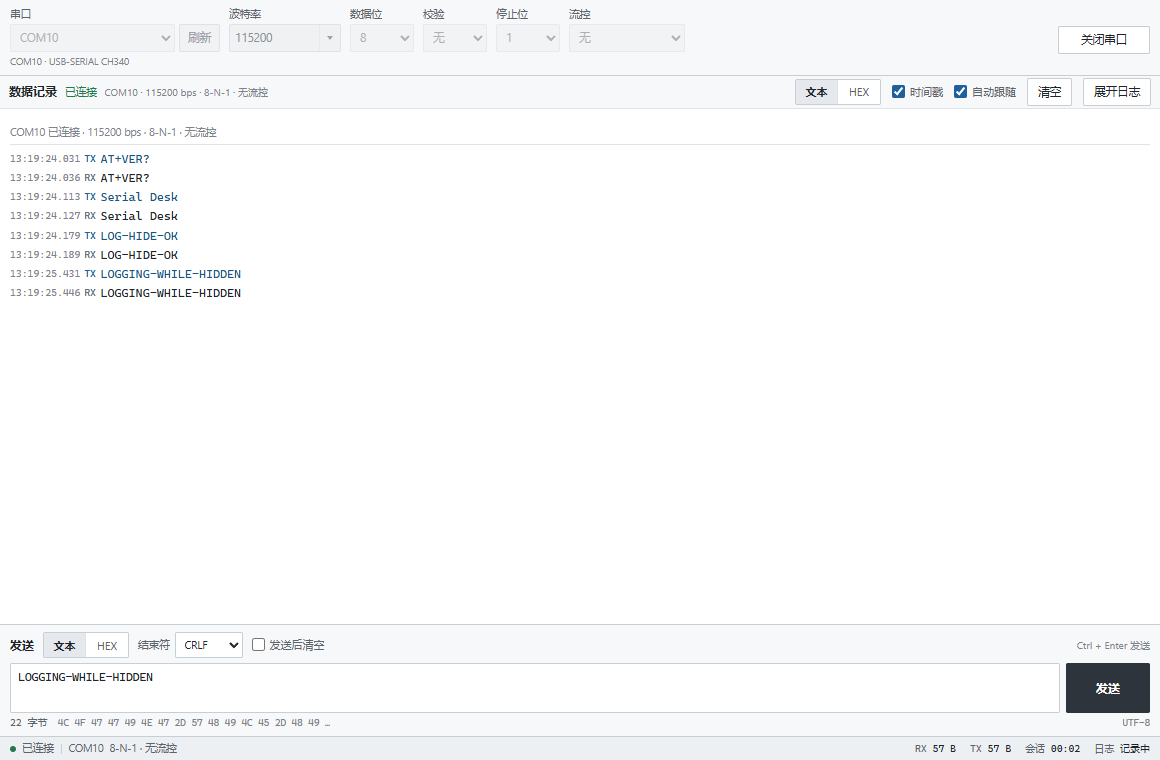 串口 波特率 数据位 校验 停止位 流控
COM10 刷新 115200 8 无 1 无 关闭串口
COM10 · USB-SERIAL CH340
数据记录 已连接 COM10 · 115200 bps · 8-N-1 · 无流控 文本 HEX 时间戳 自动跟随 清空 展开日志
COM10 已连接 · 115200 bps · 8-N-1 · 无流控
13:19:24.031 TX AT+VER?
13:19:24.036 RX AT+VER?
13:19:24.113 TX Serial Desk
13:19:24.127 RX Serial Desk
13:19:24.179 TX LOG-HIDE-OK
13:19:24.189 RX LOG-HIDE-OK
13:19:25.431 TX LOGGING-WHILE-HIDDEN
13:19:25.446 RX LOGGING-WHILE-HIDDEN
发送 文本 HEX 结束符 CRLF 发送后清空 Ctrl + Enter 发送
LOGGING-WHILE-HIDDEN
发送
22 字节 4C 4F 47 47 49 4E 47 2D 57 48 49 4C 45 2D 48 49 … UTF-8
已连接 COM10 8-N-1 · 无流控 RX 57 B TX 57 B 会话 00:02 日志 记录中